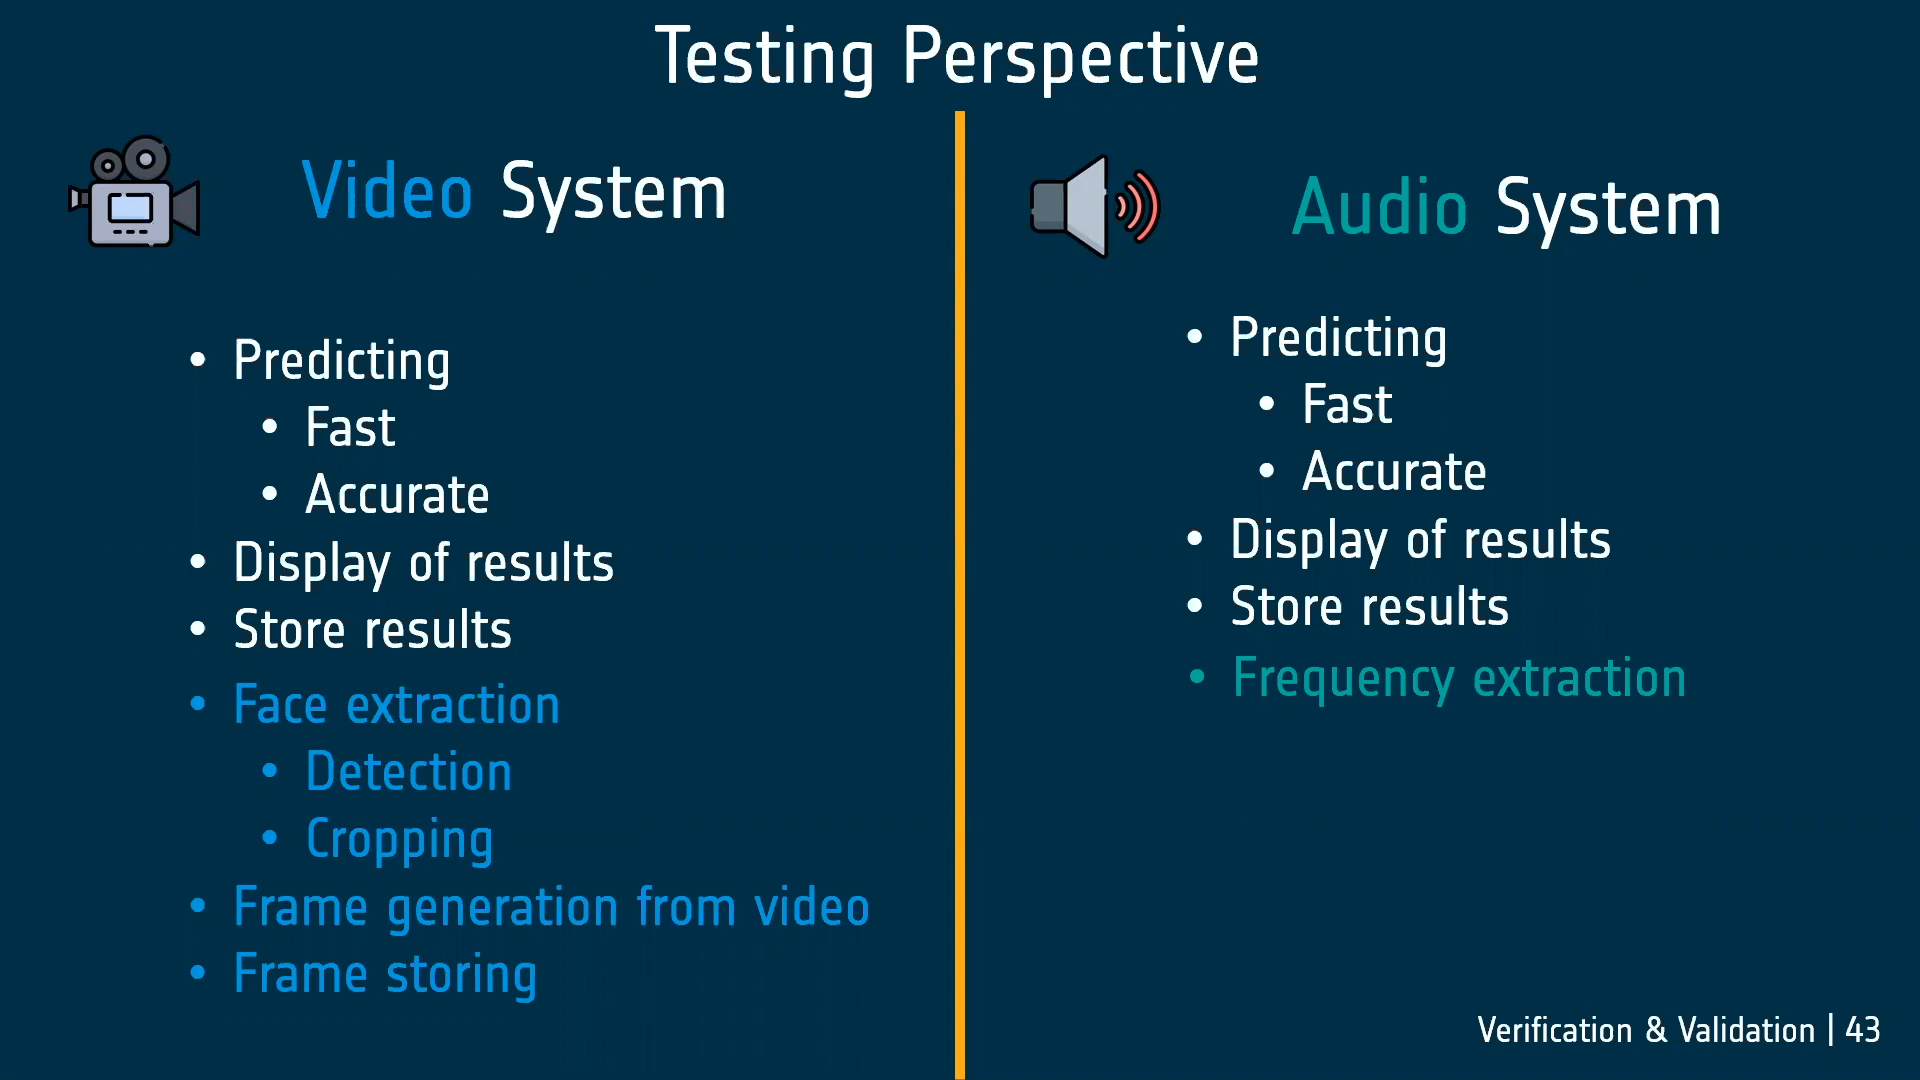 Testing Perspective
Video System
• Predicting
• Fast
• Accurate
• Display of results
• Store results
• Face extraction
• Detection
• Cropping
• Frame generation from video
• Frame storing
Audio System
• Predicting
• Fast
• Accurate
• Display of results
• Store results
• Frequency extraction
Verification & Validation | 43